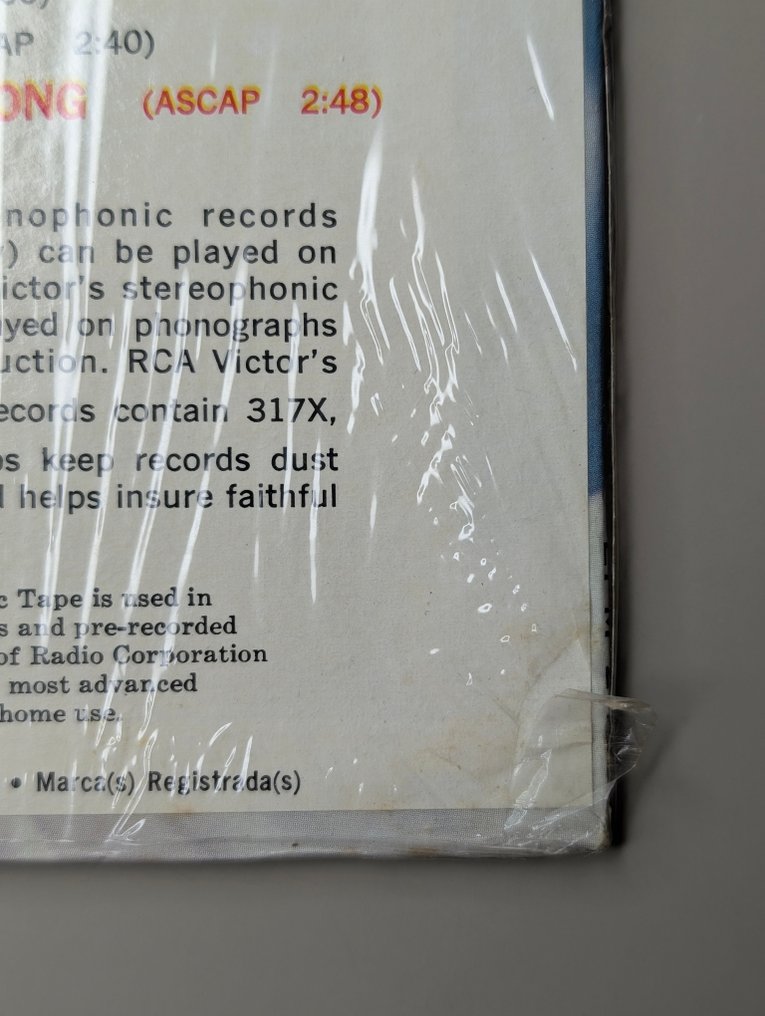 AP 2:40)
ONG (ASCAP 2:48)
nophonic records
) can be played on
ictor's stereophonic
yed on phonographs
uction. RCA Victor's
ecords contain 317X,
ps keep records dust
d helps insure faithful
c Tape is used in
s and pre-recorded
of Radio Corporation
most advanced
home use.
• Marca(s) Registrada(s)